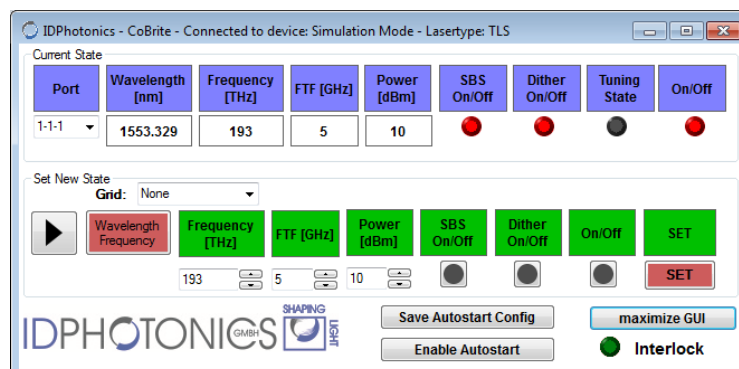 IDPhotonics - CoBrite - Connected to device: Simulation Mode - Lasertype: TLS
Current State
Port Wavelength [nm] Frequency [THz] FTF [GHz] Power [dBm] SBS On/Off Dither On/Off Tuning State On/Off
1-1-1 1553.329 193 5 10
Set New State
Grid: None
Wavelength Frequency Frequency [THz] FTF [GHz] Power [dBm] SBS On/Off Dither On/Off On/Off SET
193 5 10 SET
IDPHOTONICS GMBH SHAPING LIGHT
Save Autostart Config maximize GUI
Enable Autostart Interlock